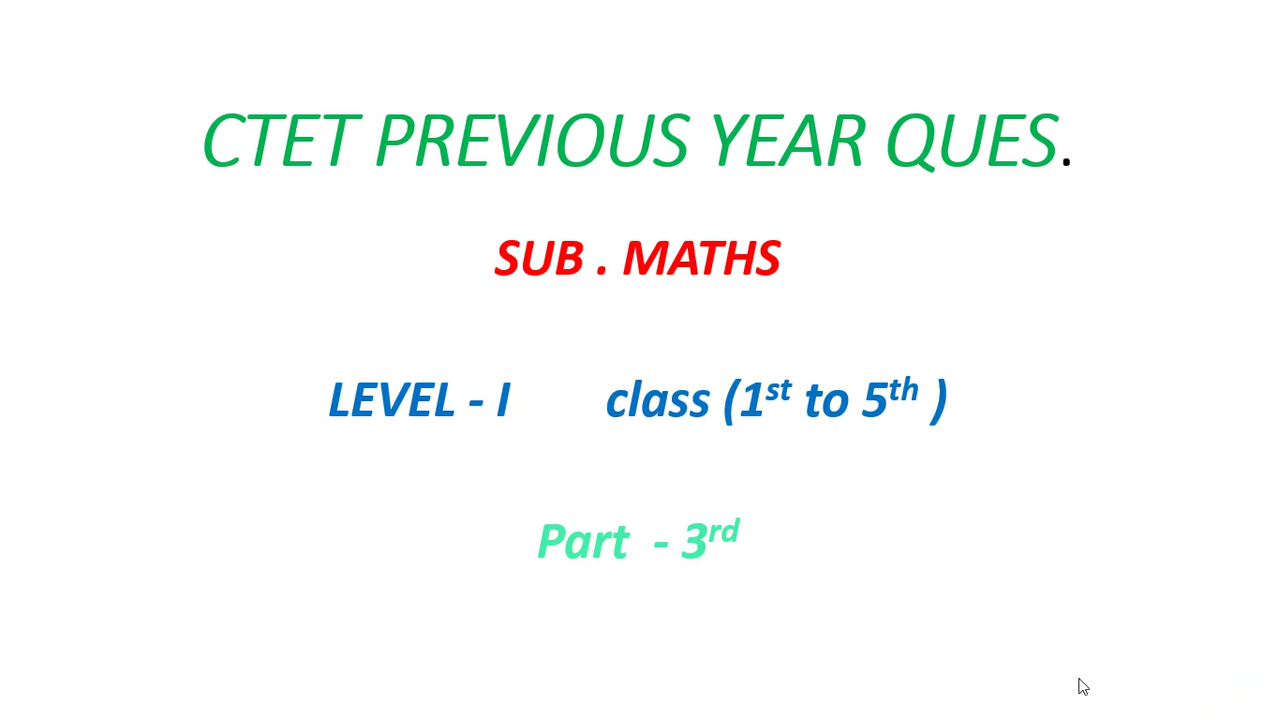 CTET PREVIOUS YEAR QUES.
SUB . MATHS
LEVEL - I class (1st to 5th )
Part - 3rd